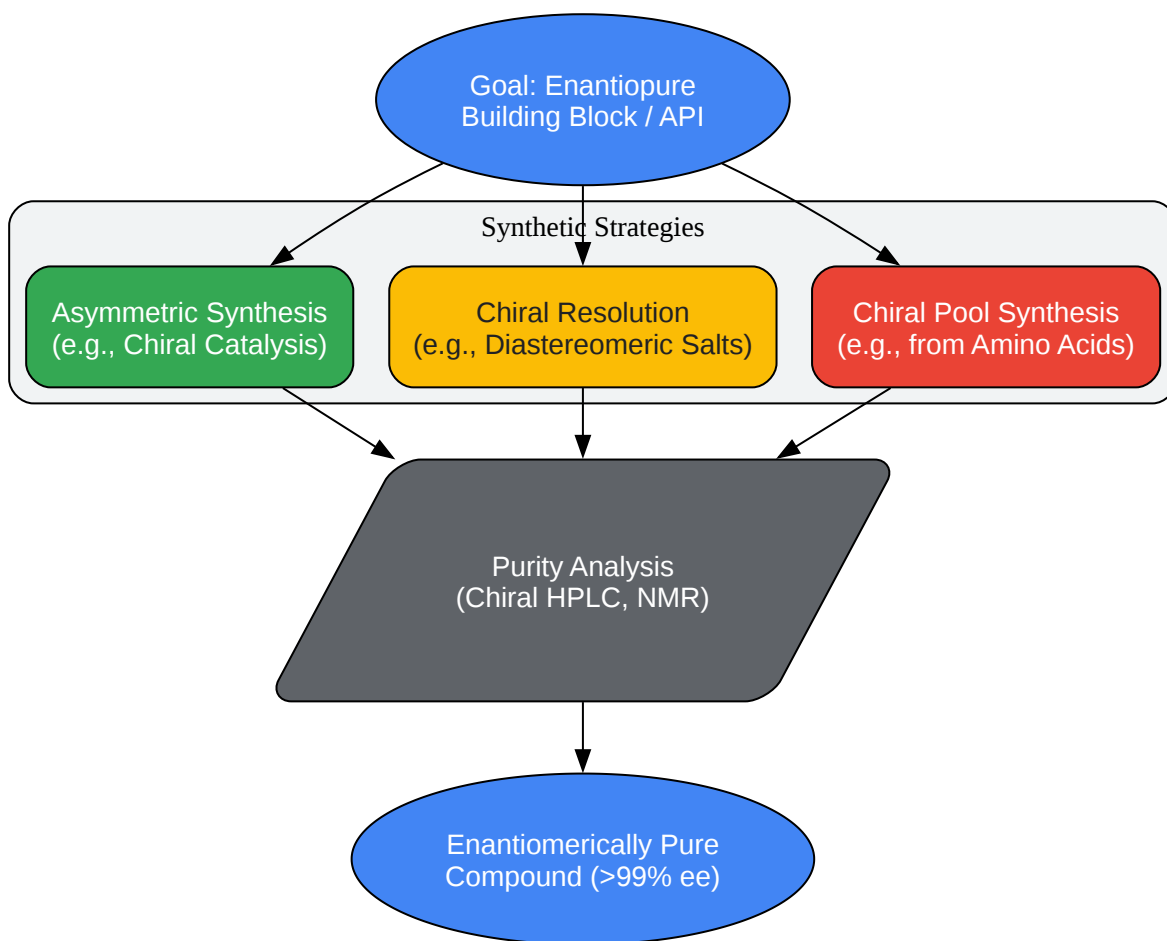 Goal: Enantiopure
Building Block / API
Synthetic Strategies
Asymmetric Synthesis
(e.g., Chiral Catalysis)
Chiral Resolution
(e.g., Diastereomeric Salts)
Chiral Pool Synthesis
(e.g., from Amino Acids)
Purity Analysis
(Chiral HPLC, NMR)
Enantiomerically Pure
Compound (>99% ee)